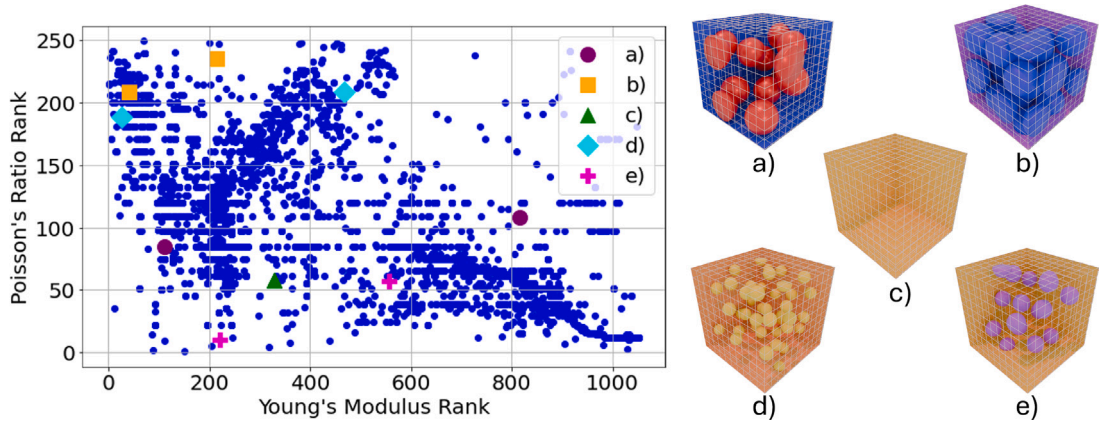 250
200
150
100
50
0
0
200
400
600
800
1000
Poisson's Ratio Rank
Young's Modulus Rank
a)
b)
c)
d)
e)
a)
b)
c)
d)
e)